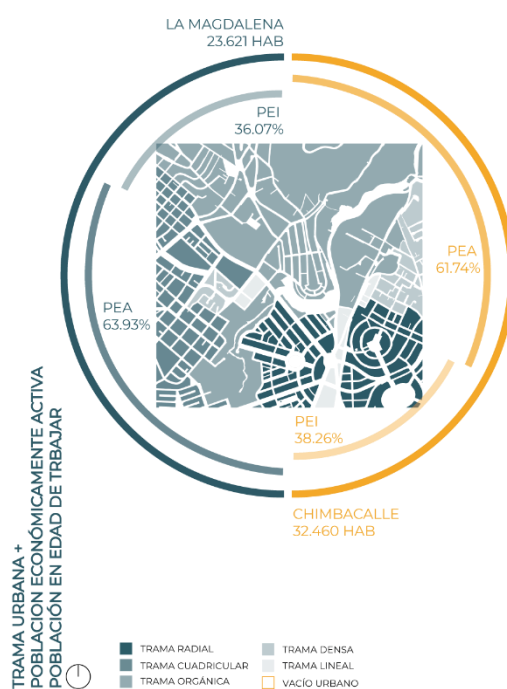 LA MAGDALENA
23.621 HAB
PEI
36.07%
PEA
61.74%
PEA
63.93%
PEI
38.26%
CHIMBACALLE
32.460 HAB
TRAMA URBANA +
POBLACION ECONÓMICAMENTE ACTIVA
POBLACIÓN EN EDAD DE TRBAJAR
TRAMA RADIAL
TRAMA CUADRICULAR
TRAMA ORGÁNICA
TRAMA DENSA
TRAMA LINEAL
VACÍO URBANO